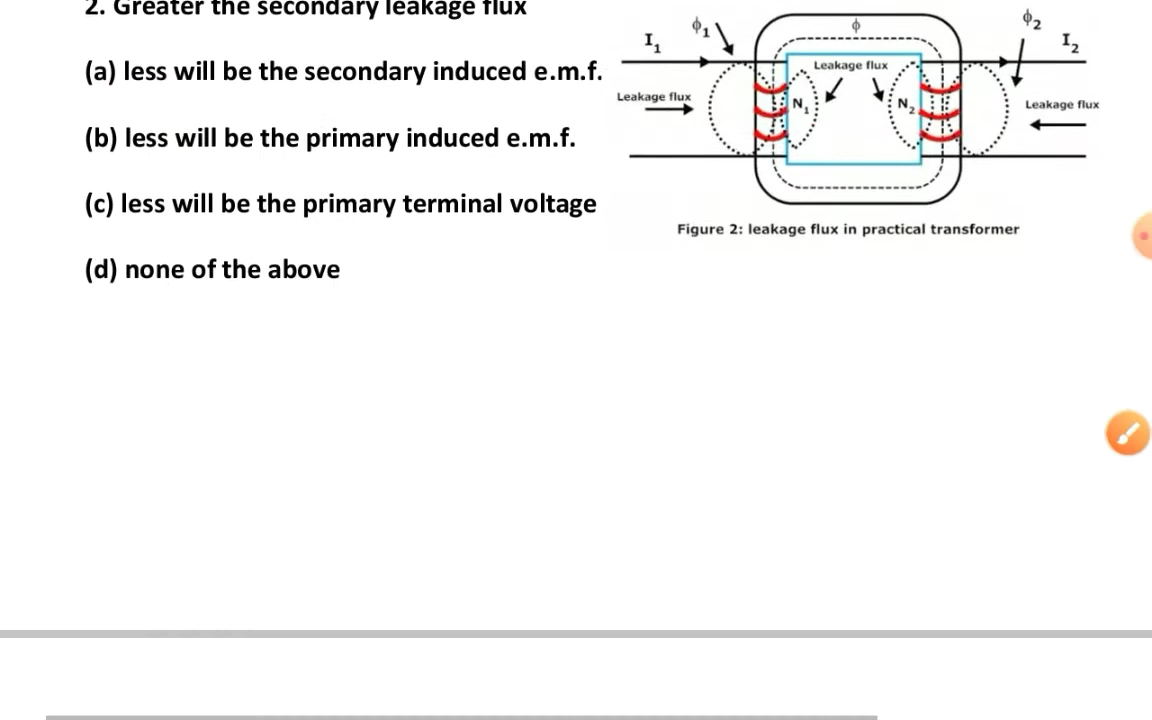 2. Greater the secondary leakage flux
(a) less will be the secondary induced e.m.f.
(b) less will be the primary induced e.m.f.
(c) less will be the primary terminal voltage
(d) none of the above
I1
ϕ1
ϕ
ϕ2
I2
Leakage flux
Leakage flux
N1
N2
Leakage flux
Figure 2: leakage flux in practical transformer